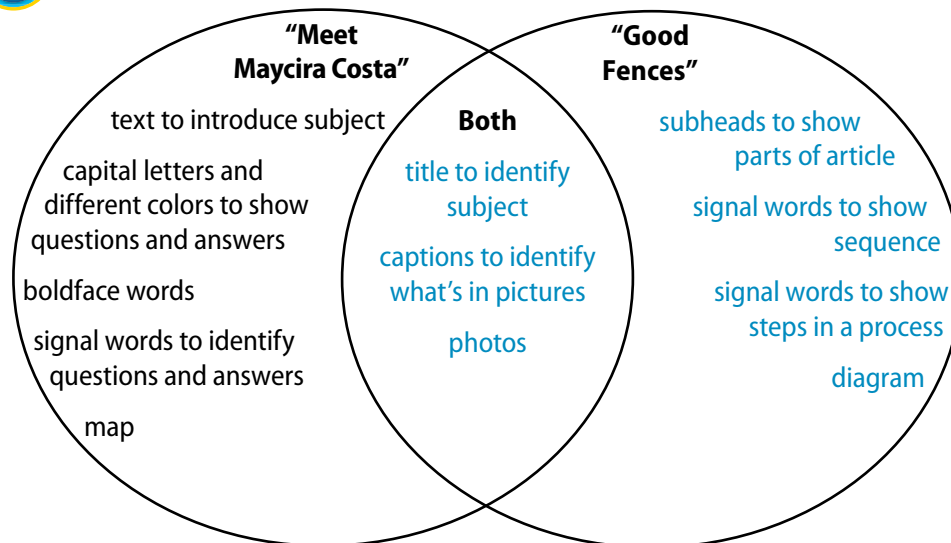 “Meet
Maycira Costa”
text to introduce subject
capital letters and
different colors to show
questions and answers
boldface words
signal words to identify
questions and answers
map
Both
title to identify
subject
captions to identify
what’s in pictures
photos
“Good
Fences”
subheads to show
parts of article
signal words to show
sequence
signal words to show
steps in a process
diagram